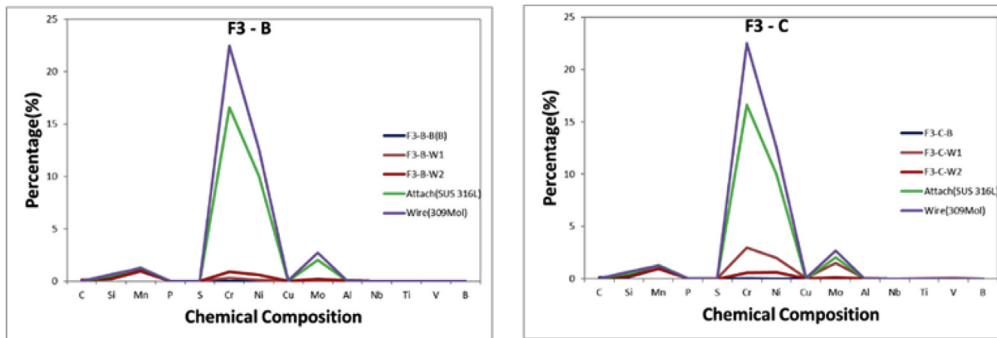 F3 - B
25
20
15
10
5
0
Percentage(%)
C Si Mn P S Cr Ni Cu Mo Al Nb Ti V B
Chemical Composition
F3-B-B(B)
F3-B-W1
F3-B-W2
Attach(SUS 316L)
Wire(309Mol)
F3 - C
25
20
15
10
5
0
Percentage(%)
C Si Mn P S Cr Ni Cu Mo Al Nb Ti V B
Chemical Composition
F3-C-B
F3-C-W1
F3-C-W2
Attach(SUS 316L)
Wire(309Mol)